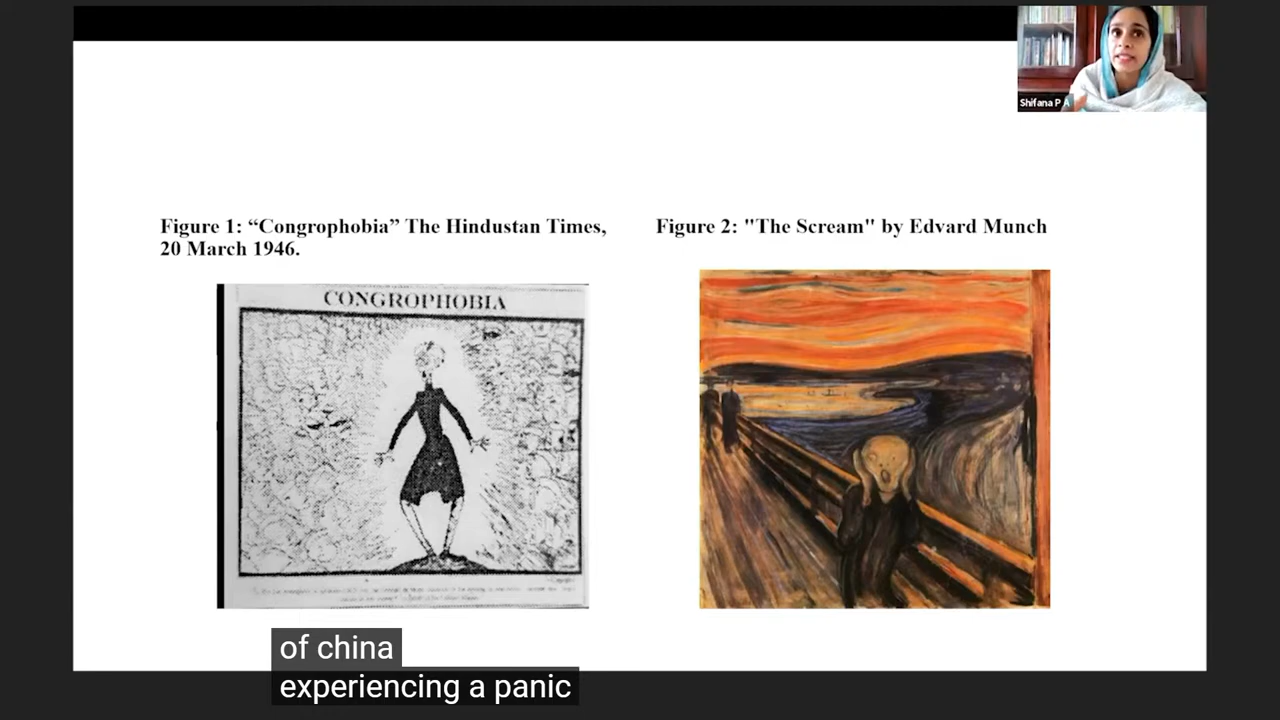 Shifana P A
Figure 1: “Congrophobia” The Hindustan Times,
20 March 1946.
Figure 2: "The Scream" by Edvard Munch
CONGROPHOBIA
of china
experiencing a panic